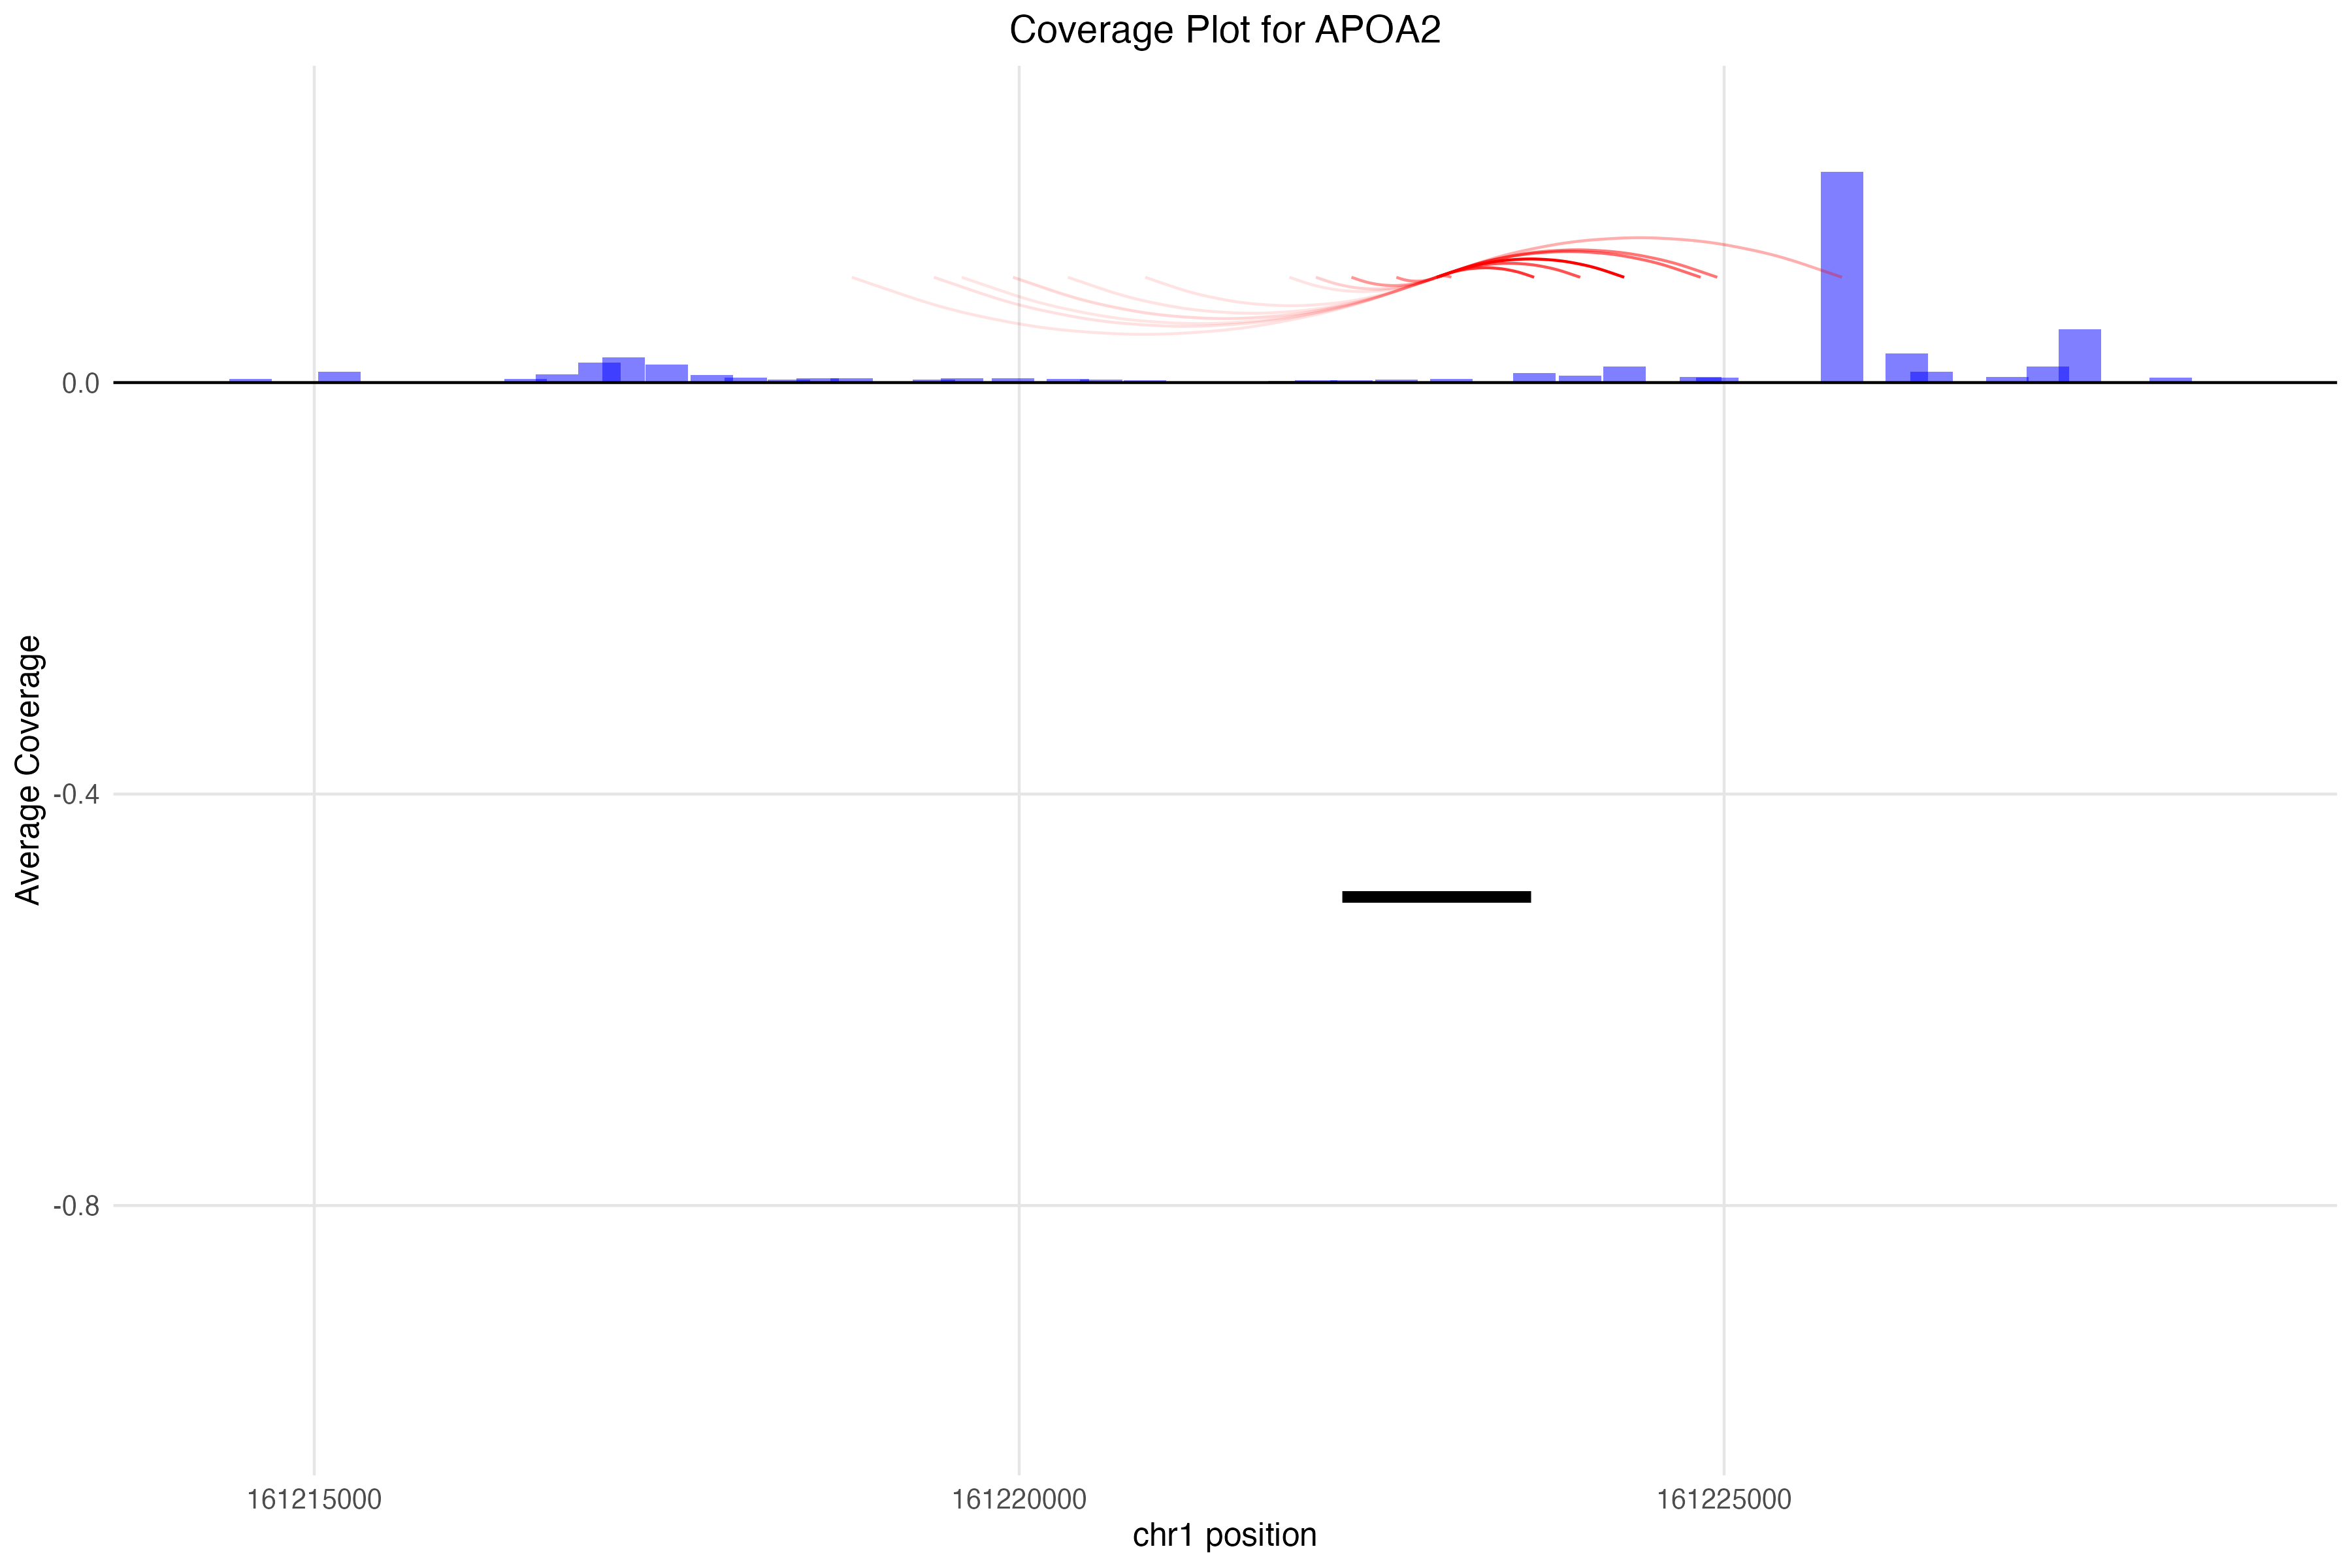 Coverage Plot for APOA2
Average Coverage
0.0
-0.4
-0.8
161215000
161220000
161225000
chr1 position